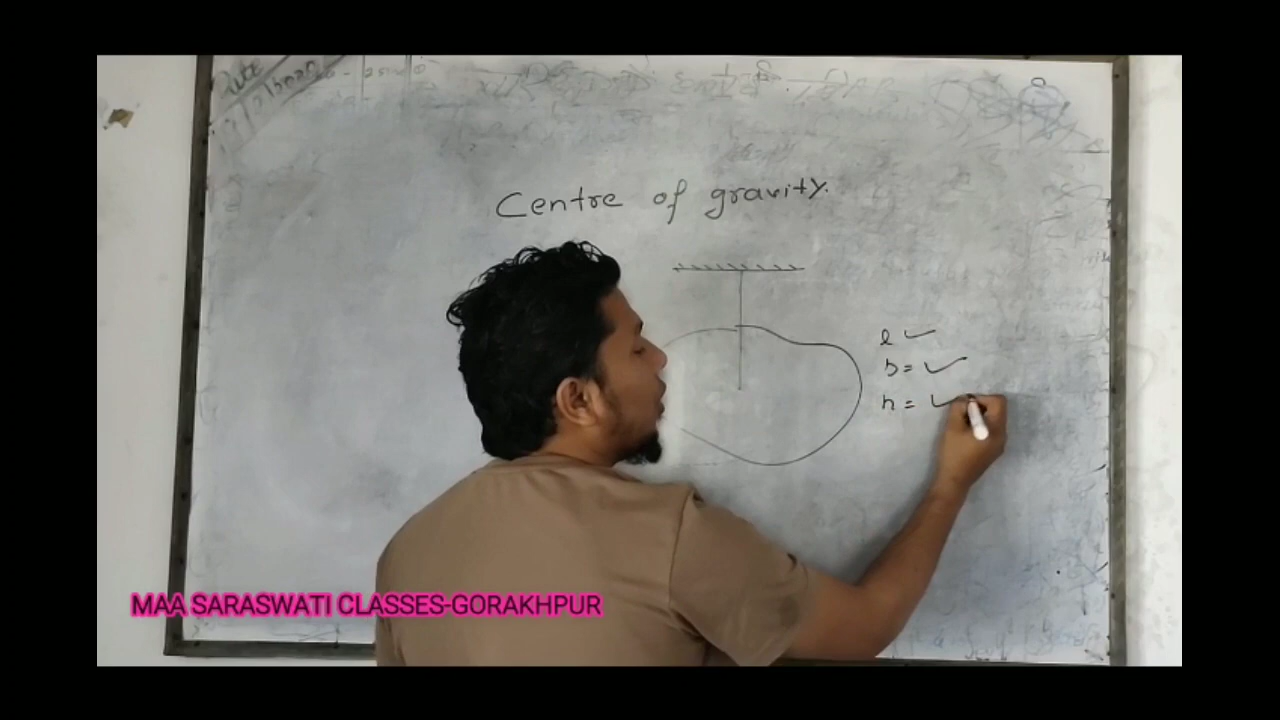 Centre of gravity.
l ✓
b = ✓
h = ✓
MAA SARASWATI CLASSES-GORAKHPUR